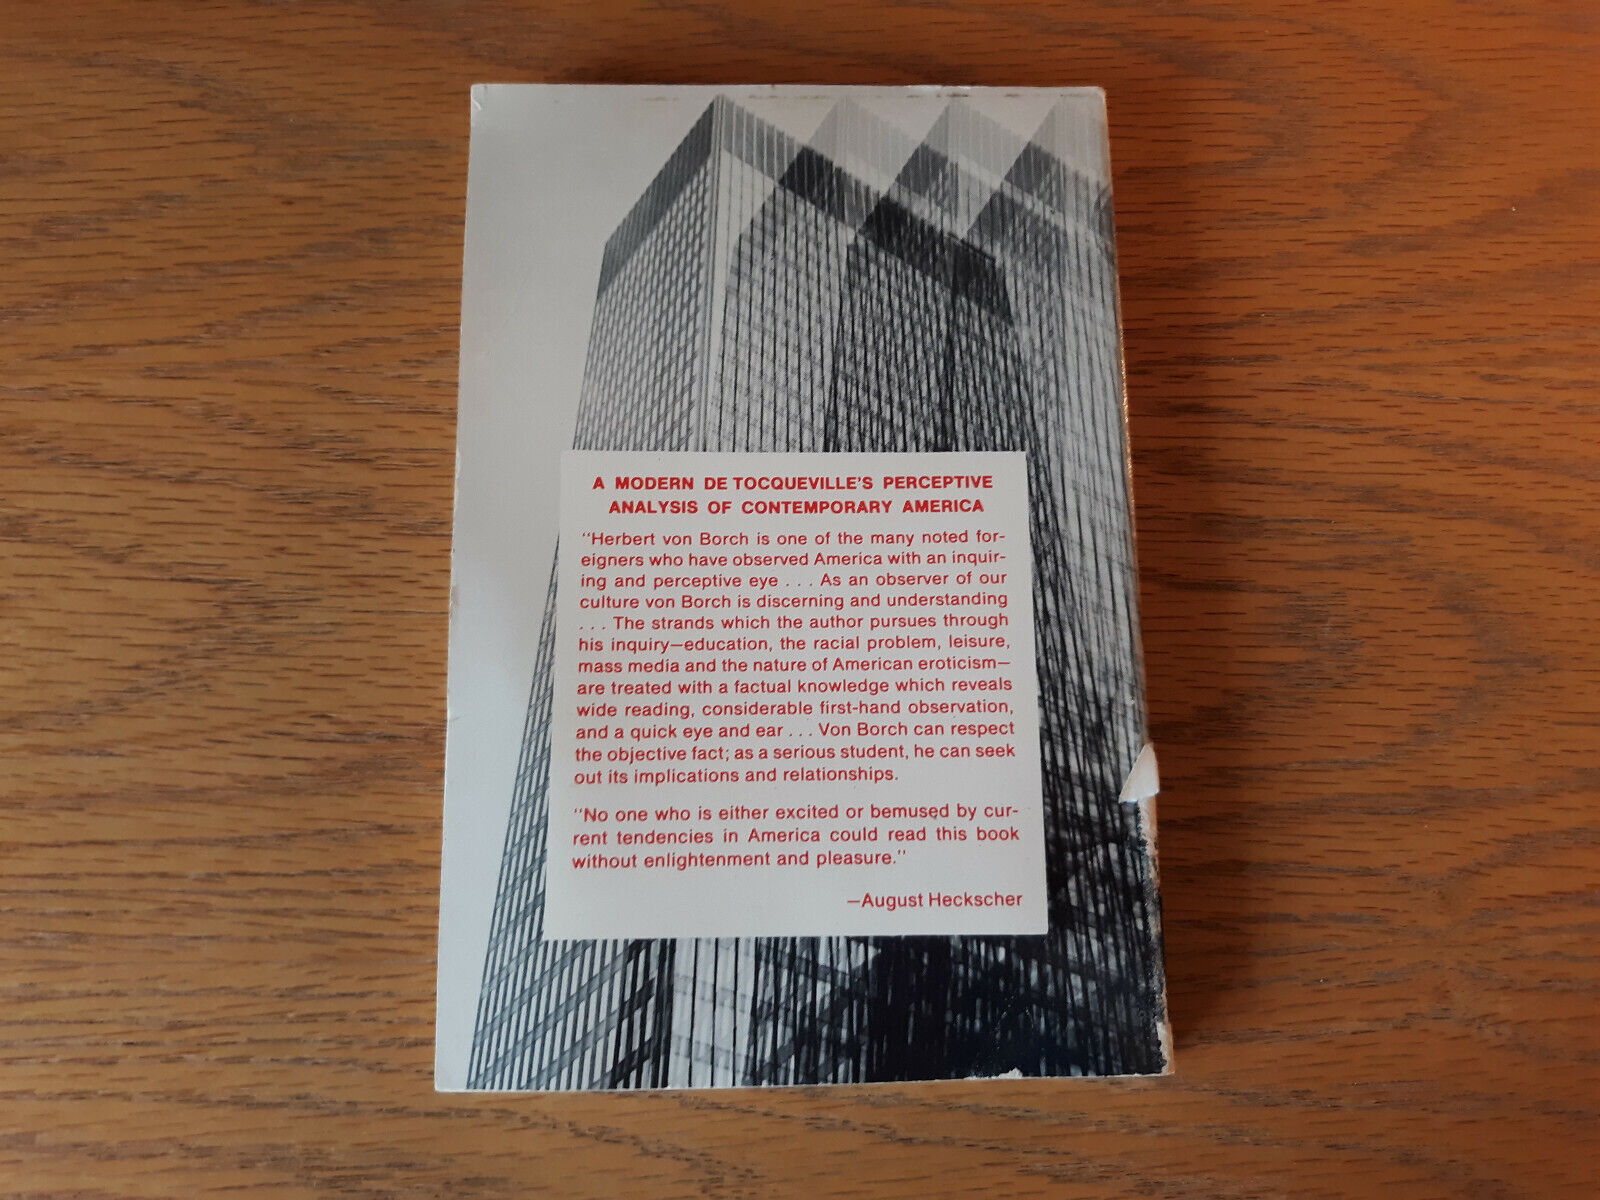 A MODERN DE TOCQUEVILLE'S PERCEPTIVE
ANALYSIS OF CONTEMPORARY AMERICA
"Herbert von Borch is one of the many noted for-
eigners who have observed America with an inquir-
ing and perceptive eye . . . As an observer of our
culture von Borch is discerning and understanding
. . . The strands which the author pursues through
his inquiry—education, the racial problem, leisure,
mass media and the nature of American eroticism—
are treated with a factual knowledge which reveals
wide reading, considerable first-hand observation,
and a quick eye and ear . . . Von Borch can respect
the objective fact; as a serious student, he can seek
out its implications and relationships.
"No one who is either excited or bemused by cur-
rent tendencies in America could read this book
without enlightenment and pleasure."
—August Heckscher